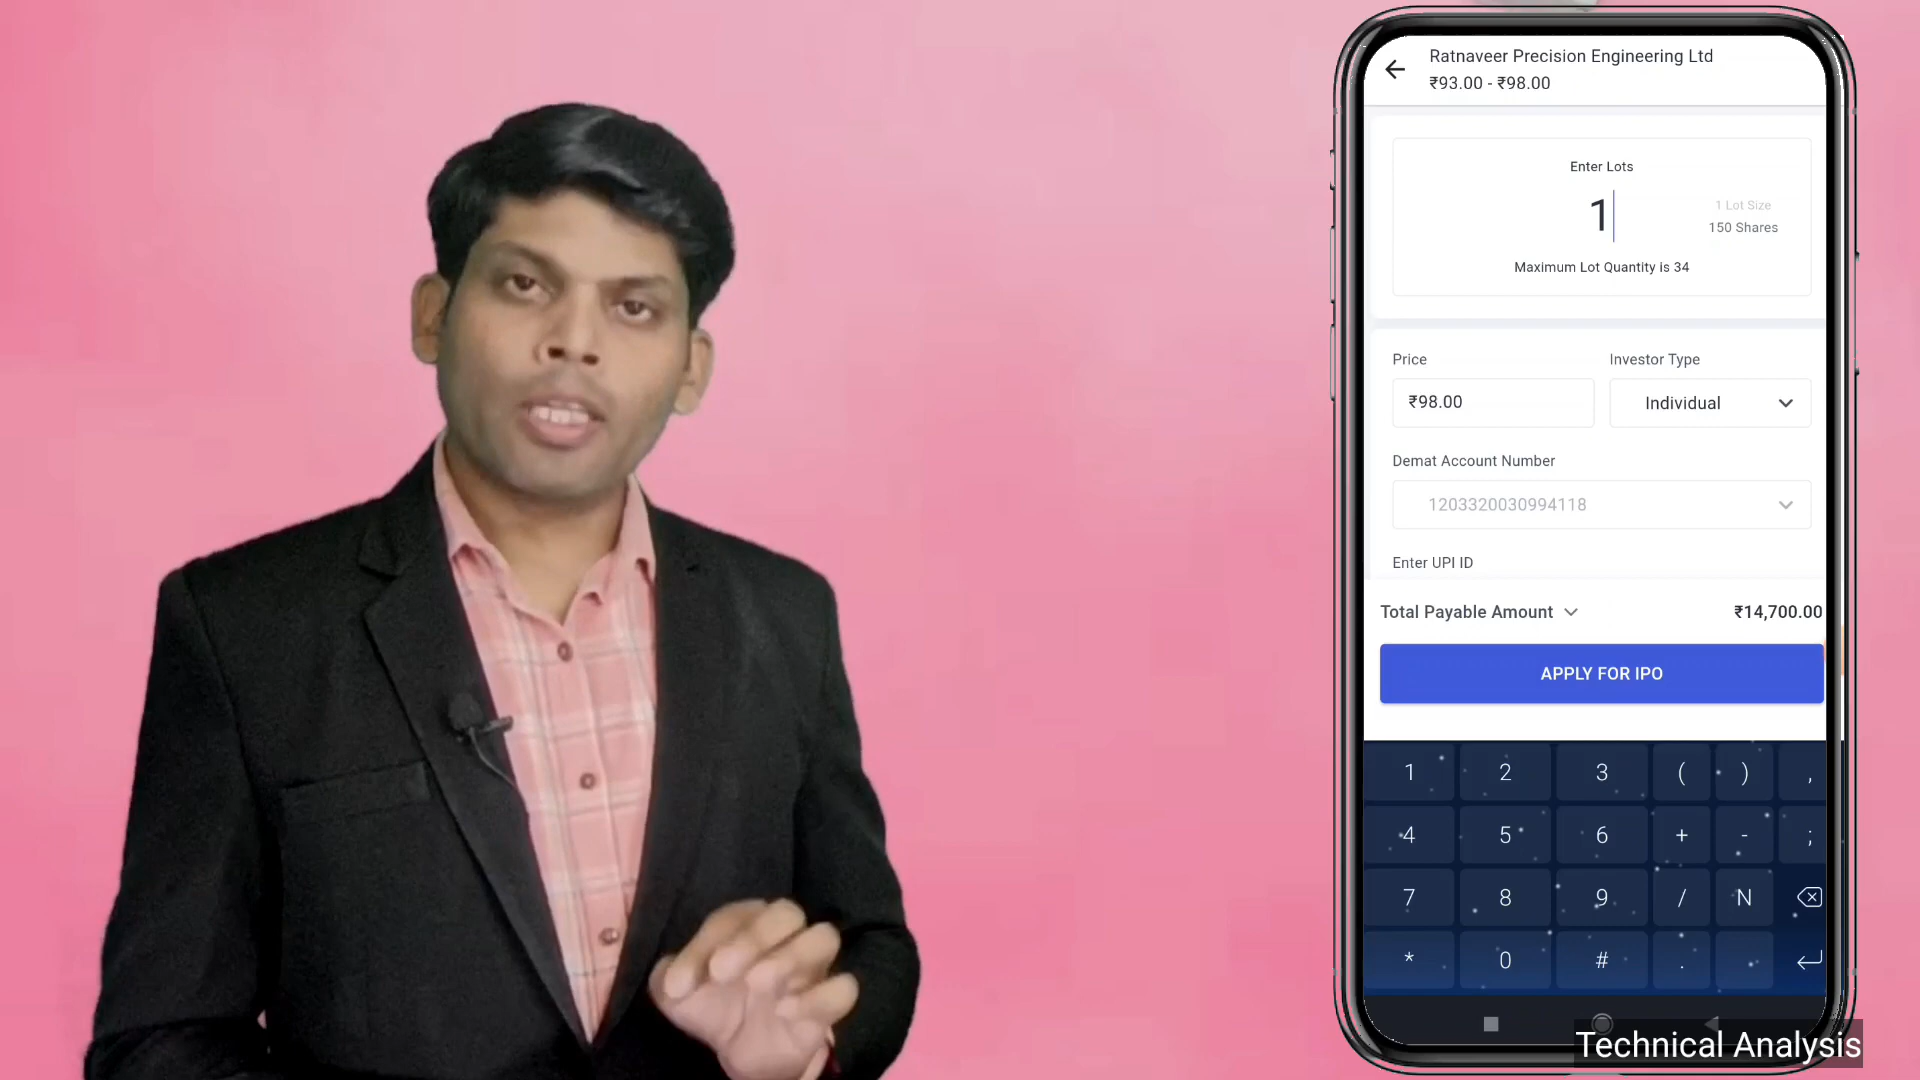 Ratnaveer Precision Engineering Ltd
₹93.00 - ₹98.00
Enter Lots
1
1 Lot Size
150 Shares
Maximum Lot Quantity is 34
Price
Investor Type
₹98.00
Individual
Demat Account Number
1203320030994118
Enter UPI ID
Total Payable Amount
₹14,700.00
APPLY FOR IPO
1 2 3 ( ) ,
4 5 6 + - ;
7 8 9 / N
* 0 # .
Technical Analysis